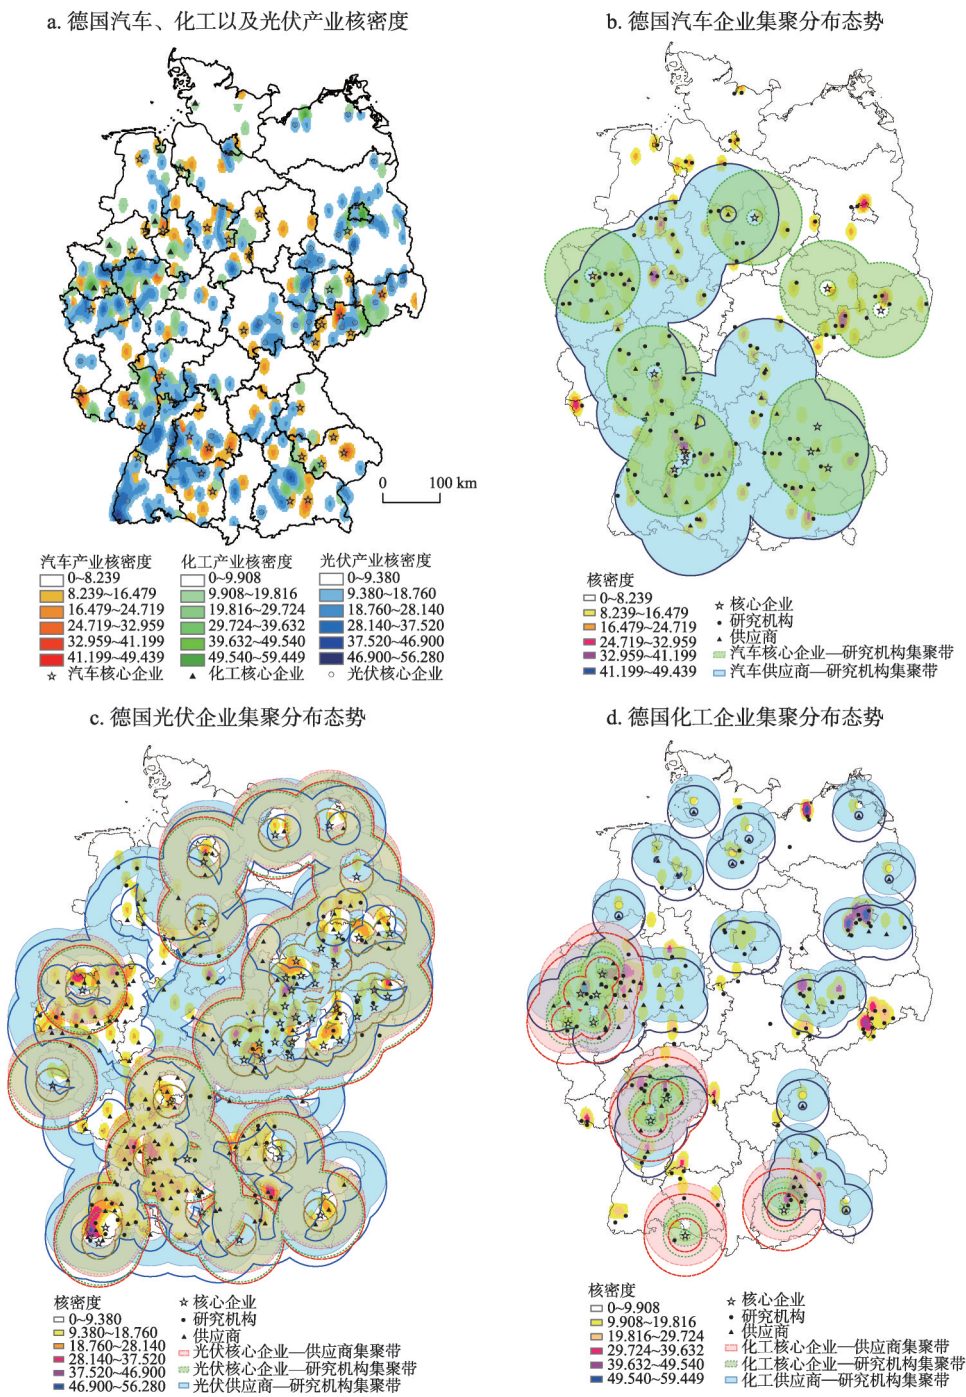 a. 德国汽车、化工以及光伏产业核密度
0 100 km
汽车产业核密度
0~8.239
8.239~16.479
16.479~24.719
24.719~32.959
32.959~41.199
41.199~49.439
汽车核心企业
化工产业核密度
0~9.908
9.908~19.816
19.816~29.724
29.724~39.632
39.632~49.540
49.540~59.449
化工核心企业
光伏产业核密度
0~9.380
9.380~18.760
18.760~28.140
28.140~37.520
37.520~46.900
46.900~56.280
光伏核心企业
b. 德国汽车企业集聚分布态势
核密度
0~8.239
8.239~16.479
16.479~24.719
24.719~32.959
32.959~41.199
41.199~49.439
核心企业
研究机构
供应商
汽车核心企业—研究机构集聚带
汽车供应商—研究机构集聚带
c. 德国光伏企业集聚分布态势
核密度
0~9.380
9.380~18.760
18.760~28.140
28.140~37.520
37.520~46.900
46.900~56.280
核心企业
研究机构
供应商
光伏核心企业—供应商集聚带
光伏核心企业—研究机构集聚带
光伏供应商—研究机构集聚带
d. 德国化工企业集聚分布态势
核密度
0~9.908
9.908~19.816
19.816~29.724
29.724~39.632
39.632~49.540
49.540~59.449
核心企业
研究机构
供应商
化工核心企业—供应商集聚带
化工核心企业—研究机构集聚带
化工供应商—研究机构集聚带